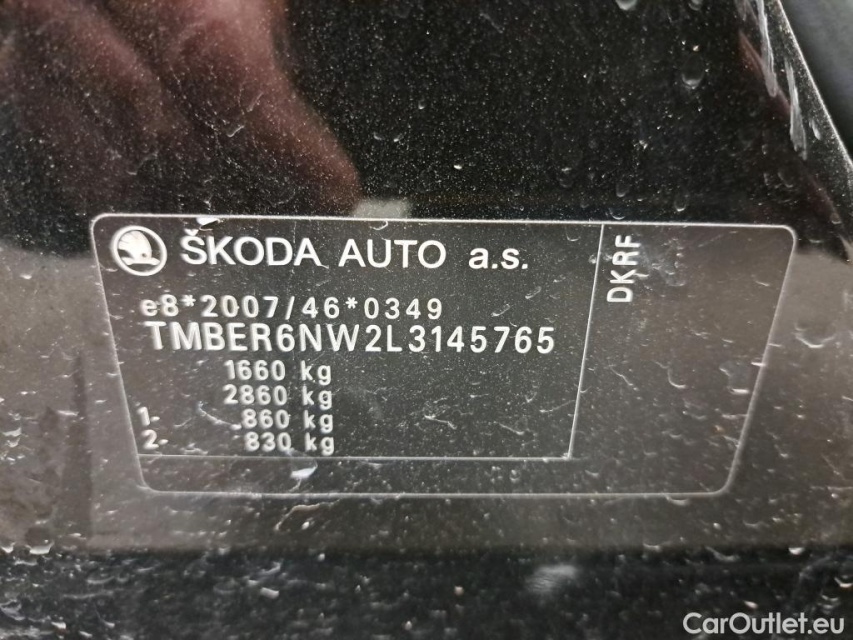 ŠKODA AUTO a.s.
e8*2007/46*0349
TMBER6NW2L3145765
1660 kg
2860 kg
1- 860 kg
2- 830 kg
DKRF
CarOutlet.eu